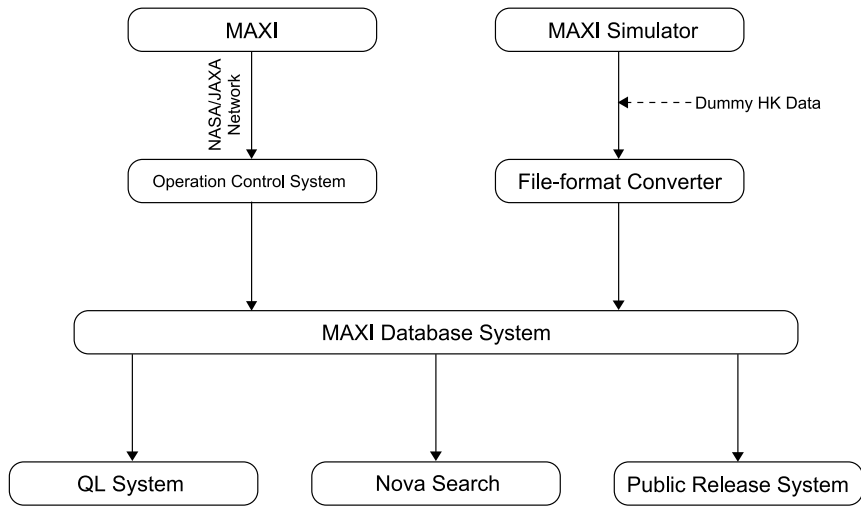 MAXI
MAXI Simulator
NASA/JAXA
Network
Dummy HK Data
Operation Control System
File-format Converter
MAXI Database System
QL System
Nova Search
Public Release System